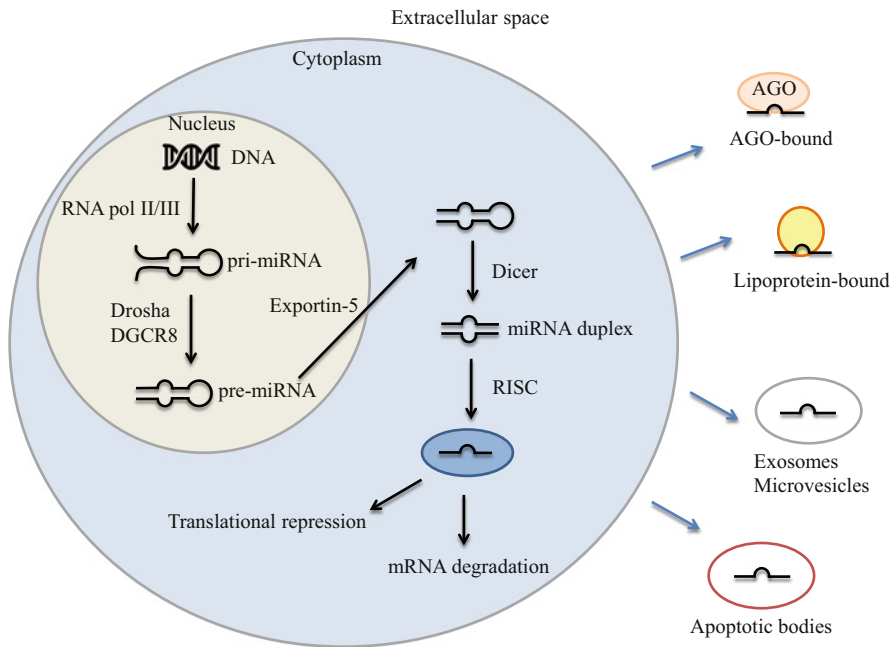 Extracellular space
Cytoplasm
Nucleus
DNA
RNA pol II/III
pri-miRNA
Drosha
DGCR8
pre-miRNA
Exportin-5
Dicer
miRNA duplex
RISC
Translational repression
mRNA degradation
AGO
AGO-bound
Lipoprotein-bound
Exosomes
Microvesicles
Apoptotic bodies